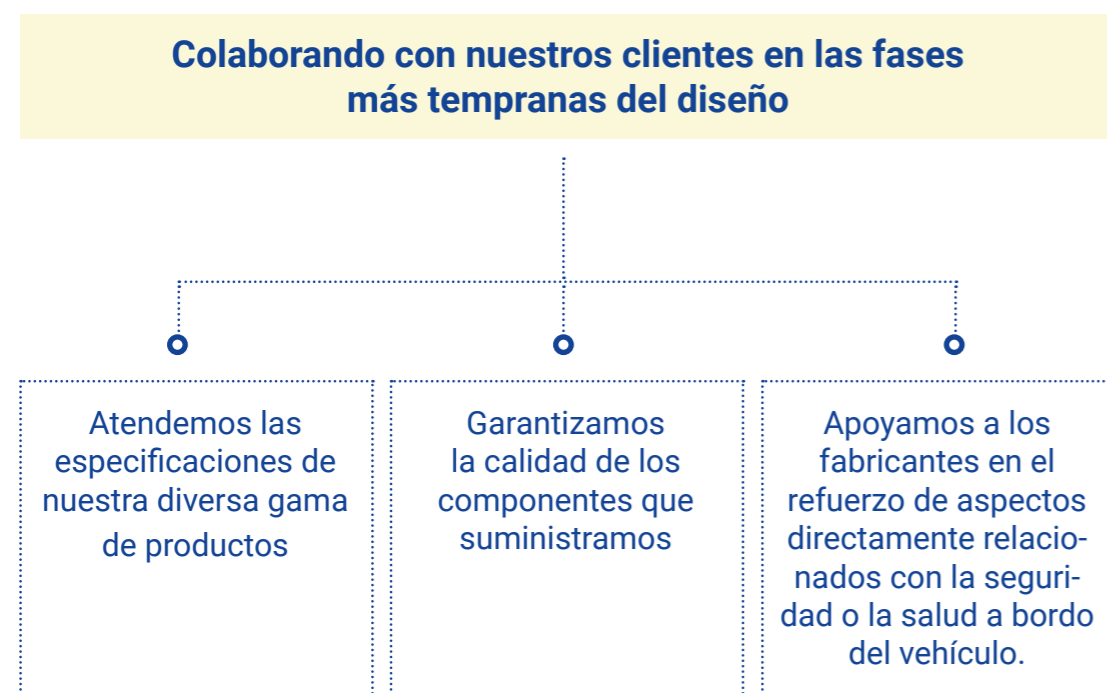 Colaborando con nuestros clientes en las fases
más tempranas del diseño
Atendemos las
especificaciones de
nuestra diversa gama
de productos
Garantizamos
la calidad de los
componentes que
suministramos
Apoyamos a los
fabricantes en el
refuerzo de aspectos
directamente relacio-
nados con la seguri-
dad o la salud a bordo
del vehículo.